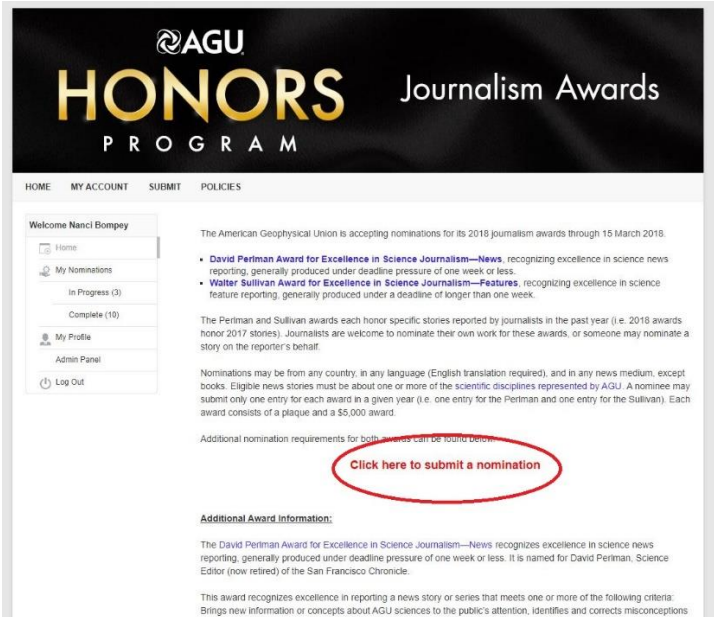 AGU
HONORS
PROGRAM
Journalism Awards
HOME MY ACCOUNT SUBMIT POLICIES
Welcome Nanci Bompey
Home
My Nominations
In Progress (3)
Complete (10)
My Profile
Admin Panel
Log Out
The American Geophysical Union is accepting nominations for its 2018 journalism awards through 15 March 2018.
David Perlman Award for Excellence in Science Journalism—News, recognizing excellence in science news
reporting, generally produced under deadline pressure of one week or less.
Walter Sullivan Award for Excellence in Science Journalism—Features, recognizing excellence in science
feature reporting, generally produced under a deadline of longer than one week.
The Perlman and Sullivan awards each honor specific stories reported by journalists in the past year (i.e. 2018 awards
honor 2017 stories). Journalists are welcome to nominate their own work for these awards, or someone may nominate a
story on the reporter's behalf.
Nominations may be from any country, in any language (English translation required), and in any news medium, except
books. Eligible news stories must be about one or more of the scientific disciplines represented by AGU. A nominee may
submit only one entry for each award in a given year (i.e. one entry for the Perlman and one entry for the Sullivan). Each
award consists of a plaque and a $5,000 award.
Additional nomination requirements for both awards can be found below.
Click here to submit a nomination
Additional Award Information:
The David Perlman Award for Excellence in Science Journalism—News recognizes excellence in science news
reporting, generally produced under deadline pressure of one week or less. It is named for David Perlman, Science
Editor (now retired) of the San Francisco Chronicle.
This award recognizes excellence in reporting a news story or series that meets one or more of the following criteria:
Brings new information or concepts about AGU sciences to the public's attention, identifies and corrects misconceptions